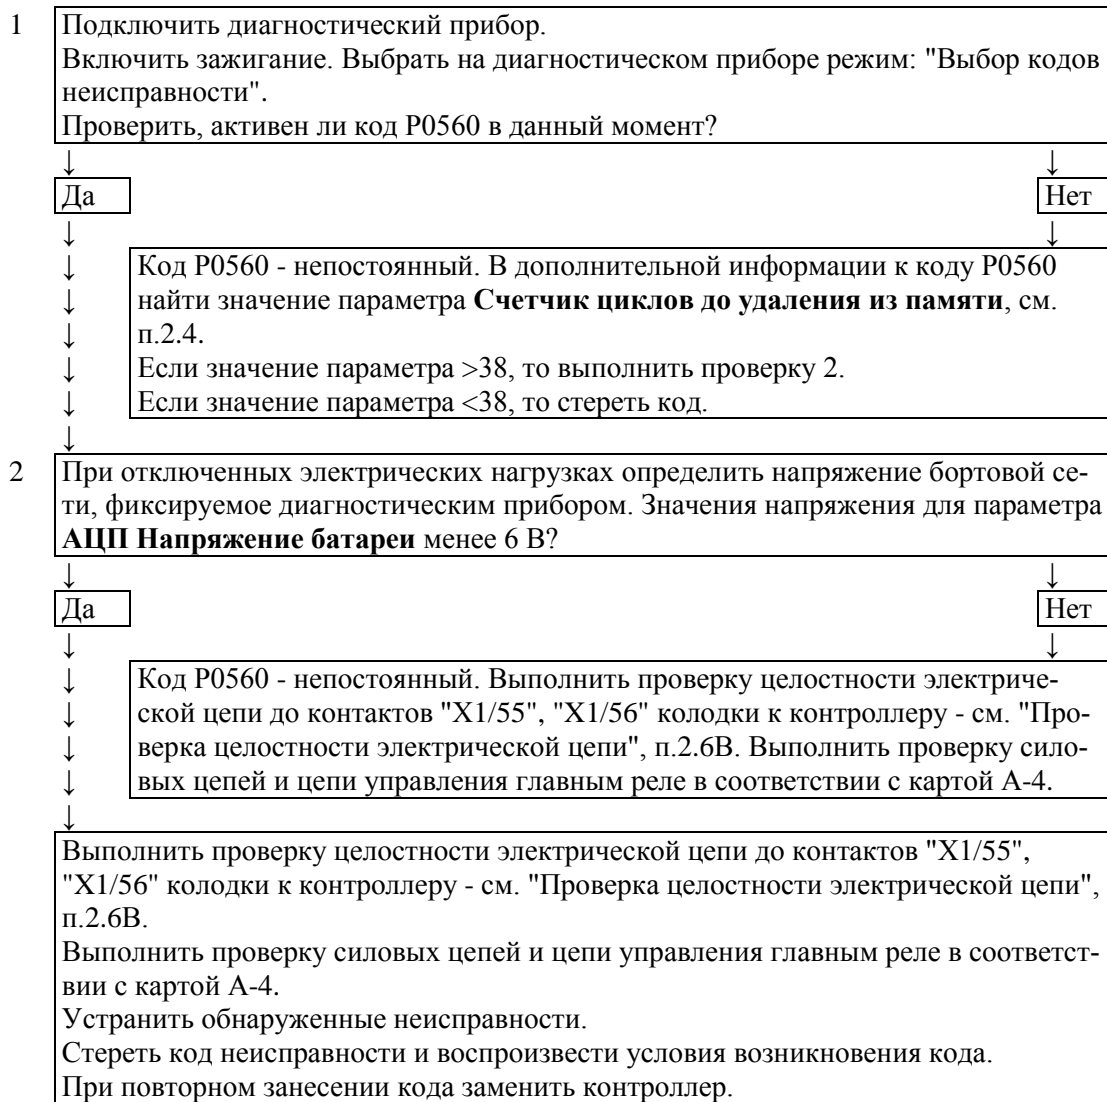 1 Подключить диагностический прибор.
Включить зажигание. Выбрать на диагностическом приборе режим: "Выбор кодов
неисправности".
Проверить, активен ли код P0560 в данный момент?
↓ ↓
Да Нет
↓ ↓
↓ Код P0560 - непостоянный. В дополнительной информации к коду P0560
↓ найти значение параметра Счетчик циклов до удаления из памяти, см.
↓ п.2.4.
↓ Если значение параметра >38, то выполнить проверку 2.
↓ Если значение параметра <38, то стереть код.
↓
2 При отключенных электрических нагрузках определить напряжение бортовой се-
ти, фиксируемое диагностическим прибором. Значения напряжения для параметра
АЦП Напряжение батареи менее 6 В?
↓ ↓
Да Нет
↓ ↓
↓ Код P0560 - непостоянный. Выполнить проверку целостности электриче-
↓ ской цепи до контактов "X1/55", "X1/56" колодки к контроллеру - см. "Про-
↓ верка целостности электрической цепи", п.2.6В. Выполнить проверку сило-
↓ вых цепей и цепи управления главным реле в соответствии с картой А-4.
↓
Выполнить проверку целостности электрической цепи до контактов "X1/55",
"X1/56" колодки к контроллеру - см. "Проверка целостности электрической цепи",
п.2.6В.
Выполнить проверку силовых цепей и цепи управления главным реле в соответст-
вии с картой А-4.
Устранить обнаруженные неисправности.
Стереть код неисправности и воспроизвести условия возникновения кода.
При повторном занесении кода заменить контроллер.